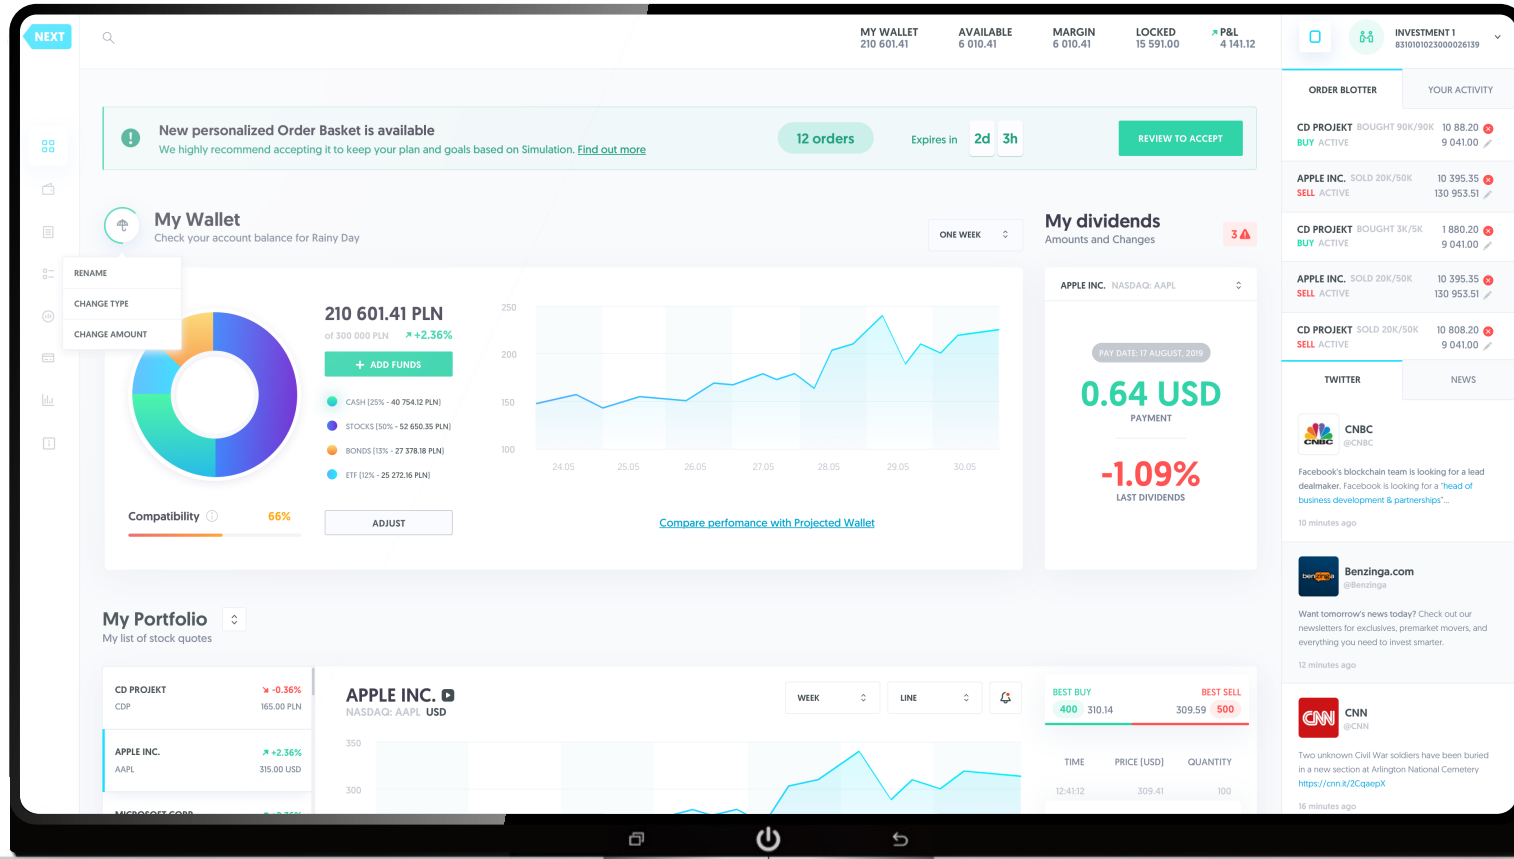 NEXT
MY WALLET
210 601.41
AVAILABLE
6 010.41
MARGIN
6 010.41
LOCKED
15 591.00
P&L
4 141.12
INVESTMENT 1
8310101023000026139
New personalized Order Basket is available
We highly recommend accepting it to keep your plan and goals based on Simulation. Find out more
12 orders
Expires in 2d 3h
REVIEW TO ACCEPT
My Wallet
Check your account balance for Rainy Day
ONE WEEK
RENAME
CHANGE TYPE
CHANGE AMOUNT
210 601.41 PLN
of 300 000 PLN +2.36%
+ ADD FUNDS
CASH [25% - 40 754.12 PLN]
STOCKS [50% - 52 650.35 PLN]
BONDS [13% - 27 378.18 PLN]
ETF [12% - 25 272.16 PLN]
Compatibility 66%
ADJUST
250
200
150
100
24.05 25.05 26.05 27.05 28.05 29.05 30.05
Compare perfomance with Projected Wallet
My dividends
Amounts and Changes
3
APPLE INC. NASDAQ: AAPL
PAY DATE: 17 AUGUST, 2019
0.64 USD
PAYMENT
-1.09%
LAST DIVIDENDS
My Portfolio
My list of stock quotes
CD PROJEKT -0.36%
CDP 165.00 PLN
APPLE INC. +2.36%
AAPL 315.00 USD
MICROSOFT CORP
APPLE INC.
NASDAQ: AAPL USD
WEEK
LINE
350
300
BEST BUY BEST SELL
400 310.14 309.59 500
TIME PRICE [USD] QUANTITY
12:41:12 309.41 100
ORDER BLOTTER YOUR ACTIVITY
CD PROJEKT BOUGHT 90K/90K 10 88.20
BUY ACTIVE 9 041.00
APPLE INC. SOLD 20K/50K 10 395.35
SELL ACTIVE 130 953.51
CD PROJEKT BOUGHT 3K/5K 1 880.20
BUY ACTIVE 9 041.00
APPLE INC. SOLD 20K/50K 10 395.35
SELL ACTIVE 130 953.51
CD PROJEKT SOLD 20K/50K 10 808.20
SELL ACTIVE 9 041.00
TWITTER NEWS
CNBC
CNBC
@CNBC
Facebook's blockchain team is looking for a lead
dealmaker. Facebook is looking for a "head of
business development & partnerships"...
10 minutes ago
benzinga
Benzinga.com
@Benzinga
Want tomorrow's news today? Check out our
newsletters for exclusives, premarket movers, and
everything you need to invest smarter.
12 minutes ago
CNN
CNN
@CNN
Two unknown Civil War soldiers have been buried
in a new section at Arlington National Cemetery
https://cnn.it/2CqaepX
16 minutes ago